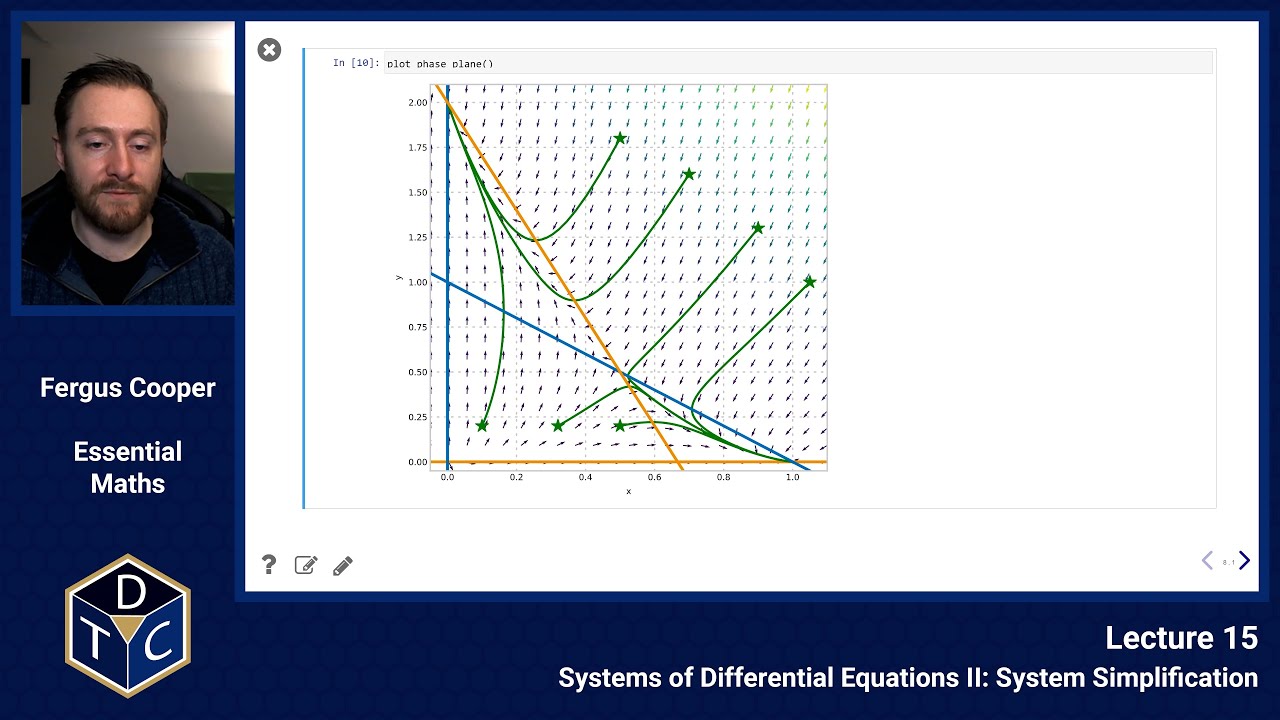 In [10]: plot_phase_plane()
2.00
1.75
1.50
1.25
1.00
0.75
0.50
0.25
0.00
y
0.0 0.2 0.4 0.6 0.8 1.0
x
?
8.1
Fergus Cooper
Essential
Maths
D
T C
Lecture 15
Systems of Differential Equations II: System Simplification